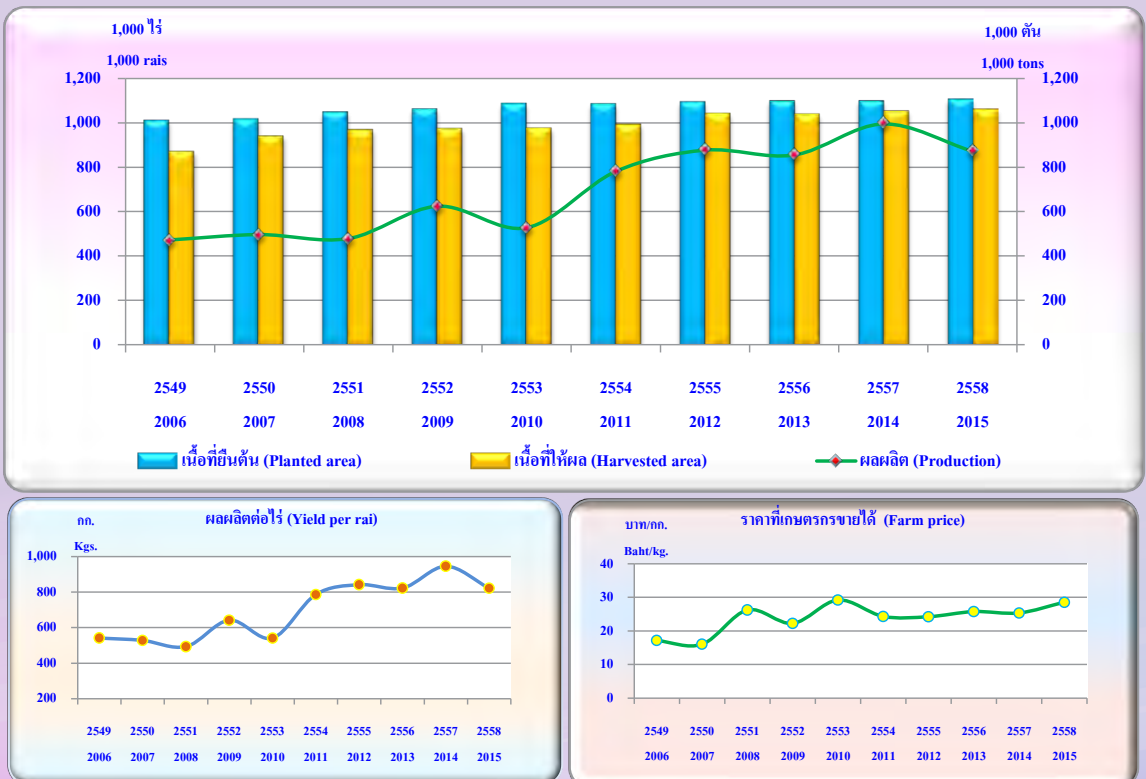 1,000 ไร่
1,000 rais
1,000 ตัน
1,000 tons
1,200 1,200
1,000 1,000
800 800
600 600
400 400
200 200
0 0
2549 2550 2551 2552 2553 2554 2555 2556 2557 2558
2006 2007 2008 2009 2010 2011 2012 2013 2014 2015
เนื้อที่ยืนต้น (Planted area) เนื้อที่ให้ผล (Harvested area) ผลผลิต (Production)
กก. ผลผลิตต่อไร่ (Yield per rai)
Kgs.
1,000
800
600
400
200
2549 2550 2551 2552 2553 2554 2555 2556 2557 2558
2006 2007 2008 2009 2010 2011 2012 2013 2014 2015
บาท/กก. ราคาที่เกษตรกรขายได้ (Farm price)
Baht/kg.
40
30
20
10
0
2549 2550 2551 2552 2553 2554 2555 2556 2557 2558
2006 2007 2008 2009 2010 2011 2012 2013 2014 2015